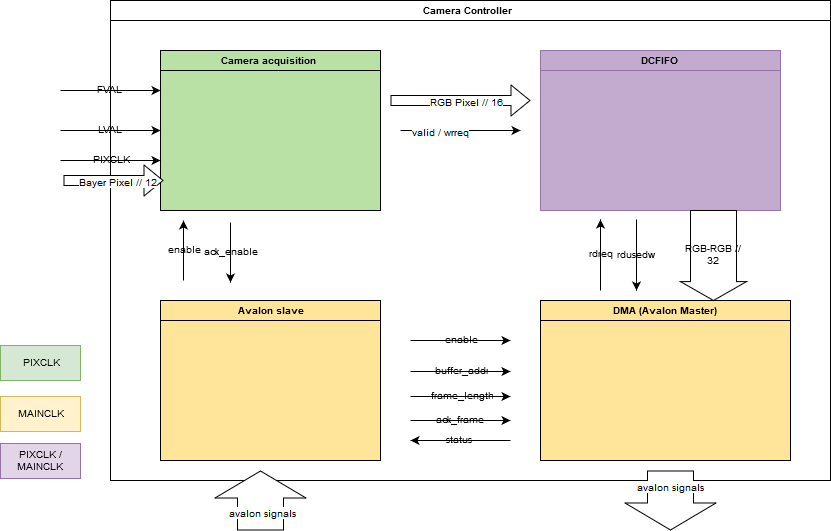 Camera Controller
Camera acquisition
DCFIFO
FVAL
LVAL
PIXCLK
Bayer Pixel // 12
RGB Pixel // 16
valid / wrreq
enable
ack_enable
rdreq
rdusedw
RGB-RGB //
32
Avalon slave
DMA (Avalon Master)
enable
buffer_addr
frame_length
ack_frame
status
PIXCLK
MAINCLK
PIXCLK /
MAINCLK
avalon signals
avalon signals